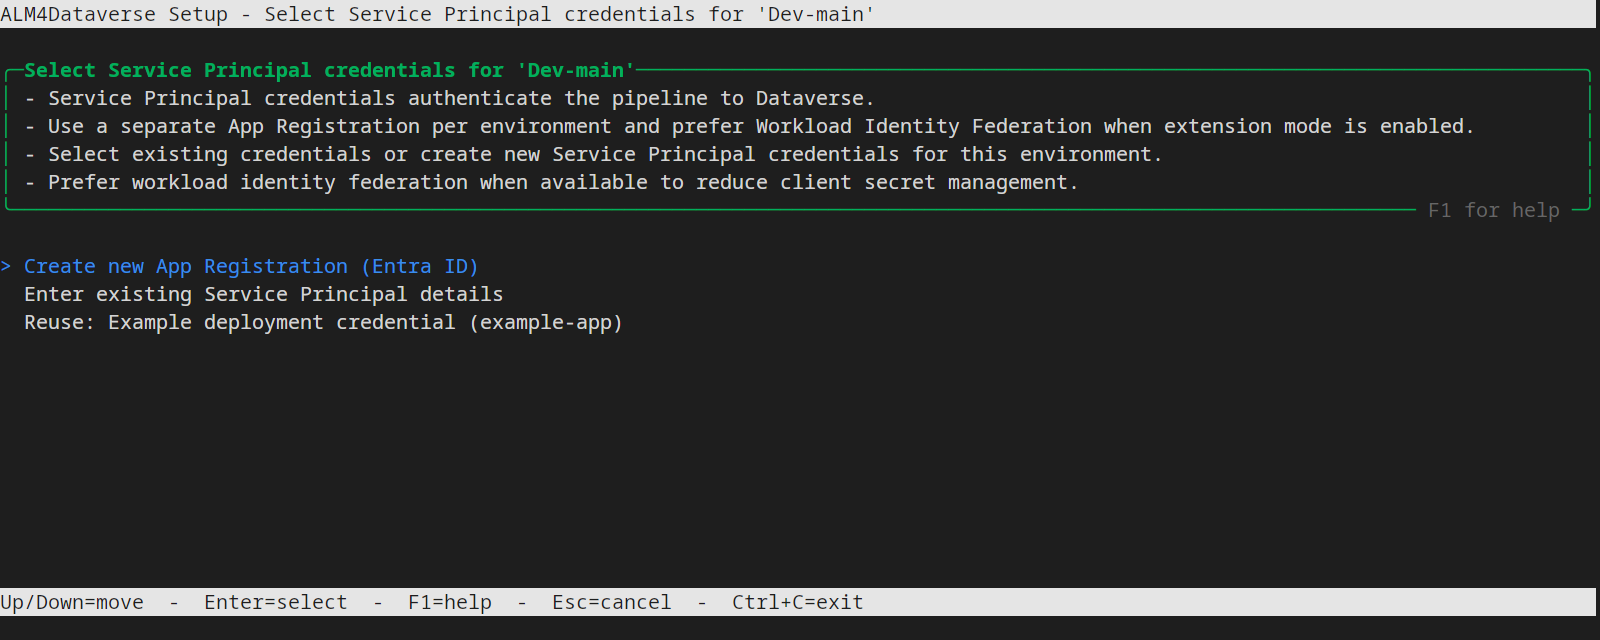 ALM4Dataverse Setup - Select Service Principal credentials for 'Dev-main'
Select Service Principal credentials for 'Dev-main'
- Service Principal credentials authenticate the pipeline to Dataverse.
- Use a separate App Registration per environment and prefer Workload Identity Federation when extension mode is enabled.
- Select existing credentials or create new Service Principal credentials for this environment.
- Prefer workload identity federation when available to reduce client secret management.
F1 for help
> Create new App Registration (Entra ID)
Enter existing Service Principal details
Reuse: Example deployment credential (example-app)
Up/Down=move  -  Enter=select  -  F1=help  -  Esc=cancel  -  Ctrl+C=exit